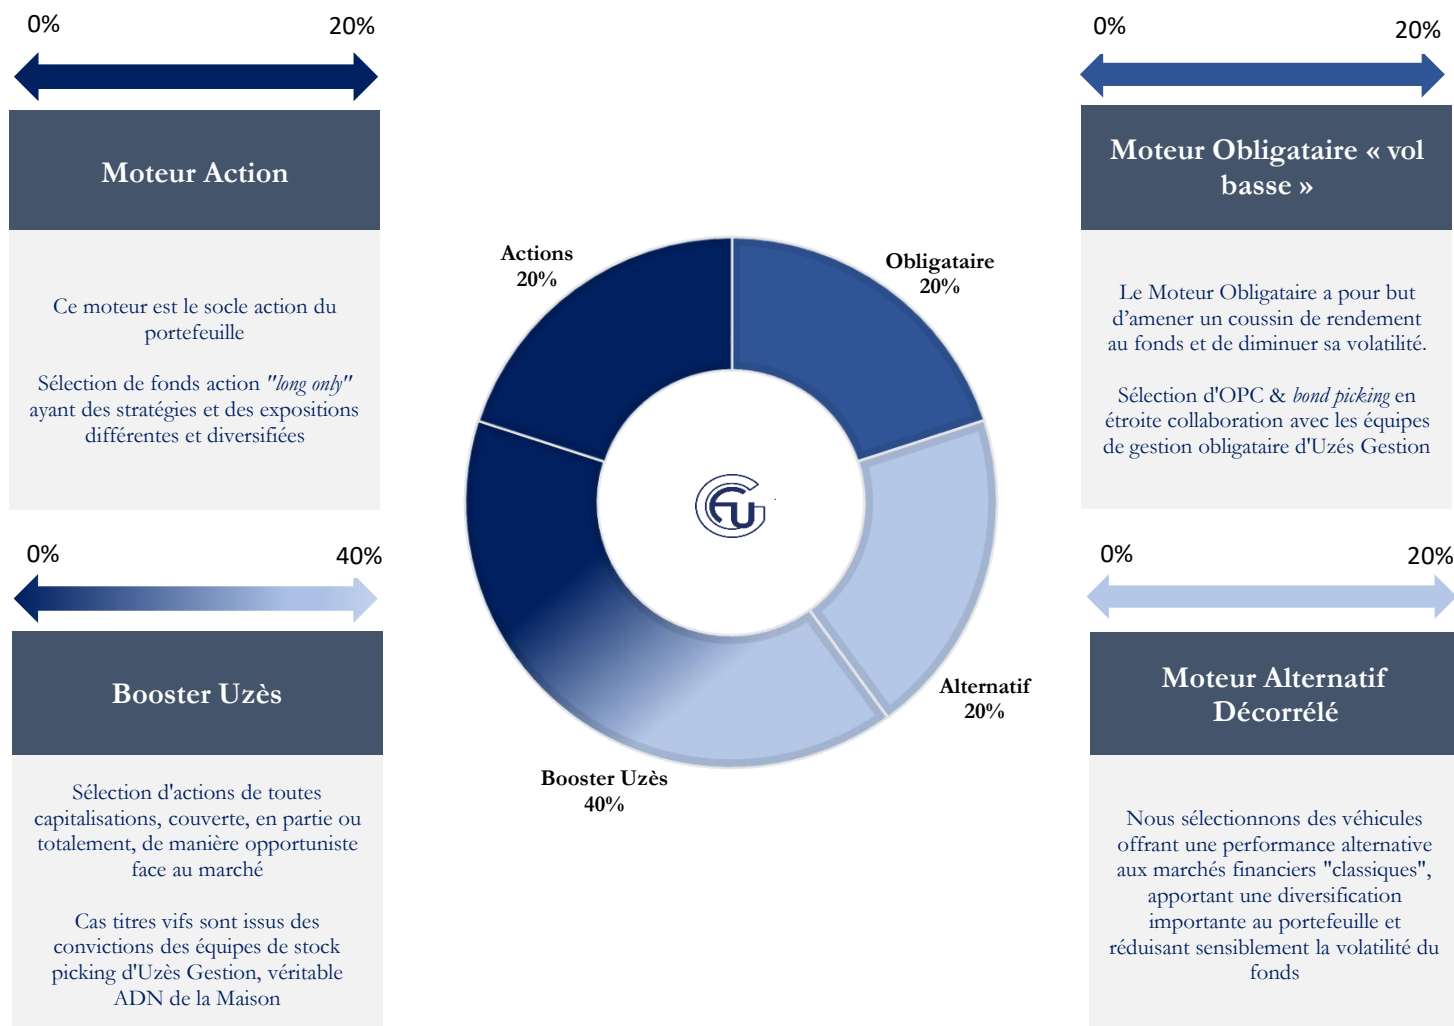 0%
20%
Moteur Action
Ce moteur est le socle action du
portefeuille
Sélection de fonds action "long only"
ayant des stratégies et des expositions
différentes et diversifiées
0%
40%
Booster Uzès
Sélection d'actions de toutes
capitalisations, couverte, en partie ou
totalement, de manière opportuniste
face au marché
Cas titres vifs sont issus des
convictions des équipes de stock
picking d'Uzès Gestion, véritable
ADN de la Maison
Actions
20%
Obligataire
20%
Alternatif
20%
Booster Uzès
40%
0%
20%
Moteur Obligataire « vol
basse »
Le Moteur Obligataire a pour but
d’amener un coussin de rendement
au fonds et de diminuer sa volatilité.
Sélection d'OPC & bond picking en
étroite collaboration avec les équipes
de gestion obligataire d'Uzés Gestion
0%
20%
Moteur Alternatif
Décorrélé
Nous sélectionnons des véhicules
offrant une performance alternative
aux marchés financiers "classiques",
apportant une diversification
importante au portefeuille et
réduisant sensiblement la volatilité du
fonds